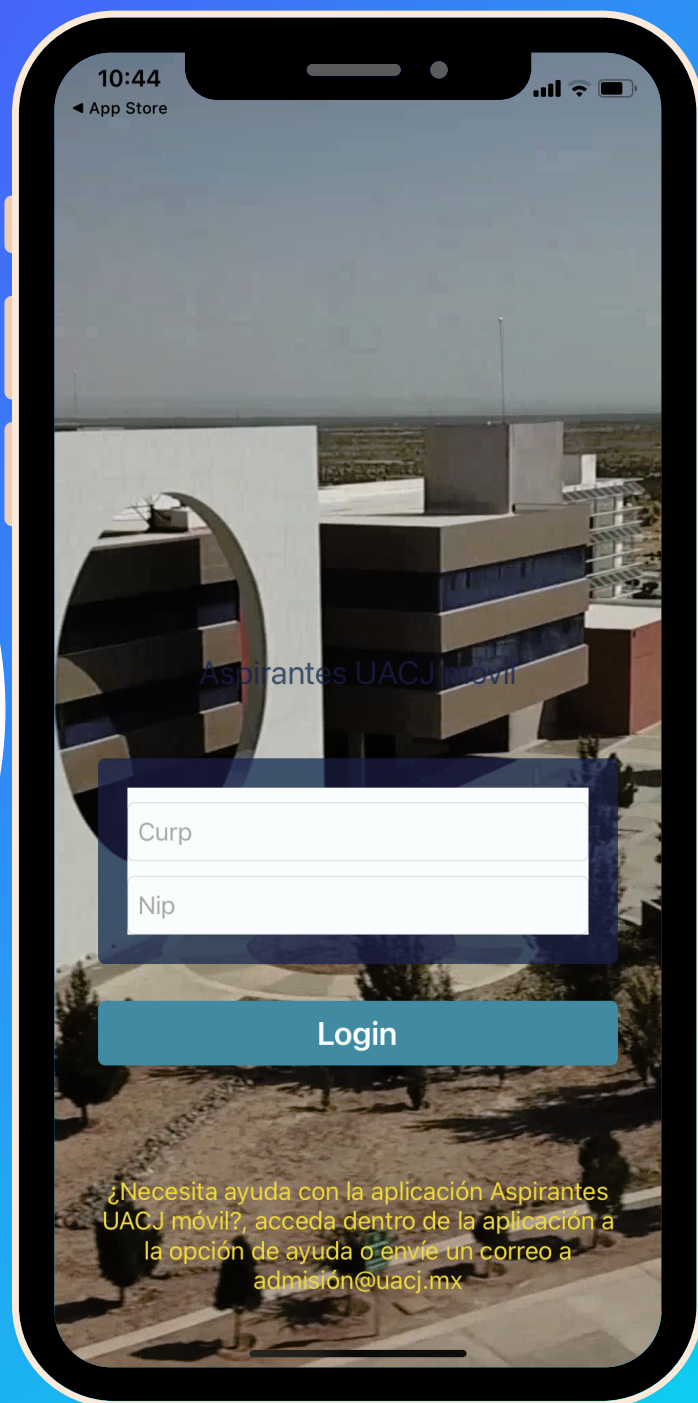 10:44
◀ App Store
Aspirantes UACJ móvil
Curp
Nip
Login
¿Necesita ayuda con la aplicación Aspirantes
UACJ móvil?, acceda dentro de la aplicación a
la opción de ayuda o envíe un correo a
admisión@uacj.mx